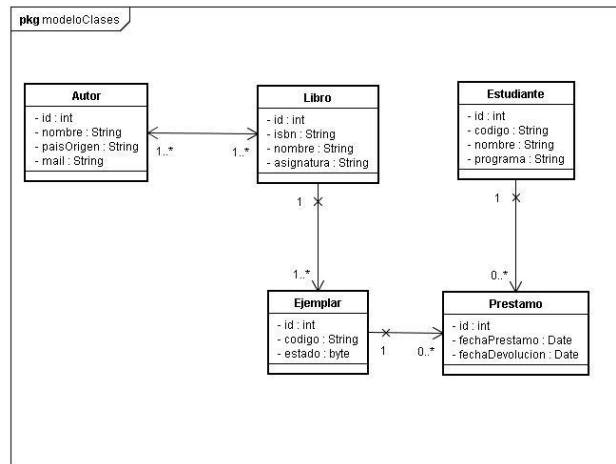 pkg modeloClases
Autor
- id : int
- nombre : String
- paisOrigen : String
- mail : String
1..*
1..*
Libro
- id : int
- isbn : String
- nombre : String
- asignatura : String
1
1..*
Estudiante
- id : int
- codigo : String
- nombre : String
- programa : String
1
0..*
Ejemplar
- id : int
- codigo : String
- estado : byte
1
0..*
Prestamo
- id : int
- fechaPrestamo : Date
- fechaDevolucion : Date